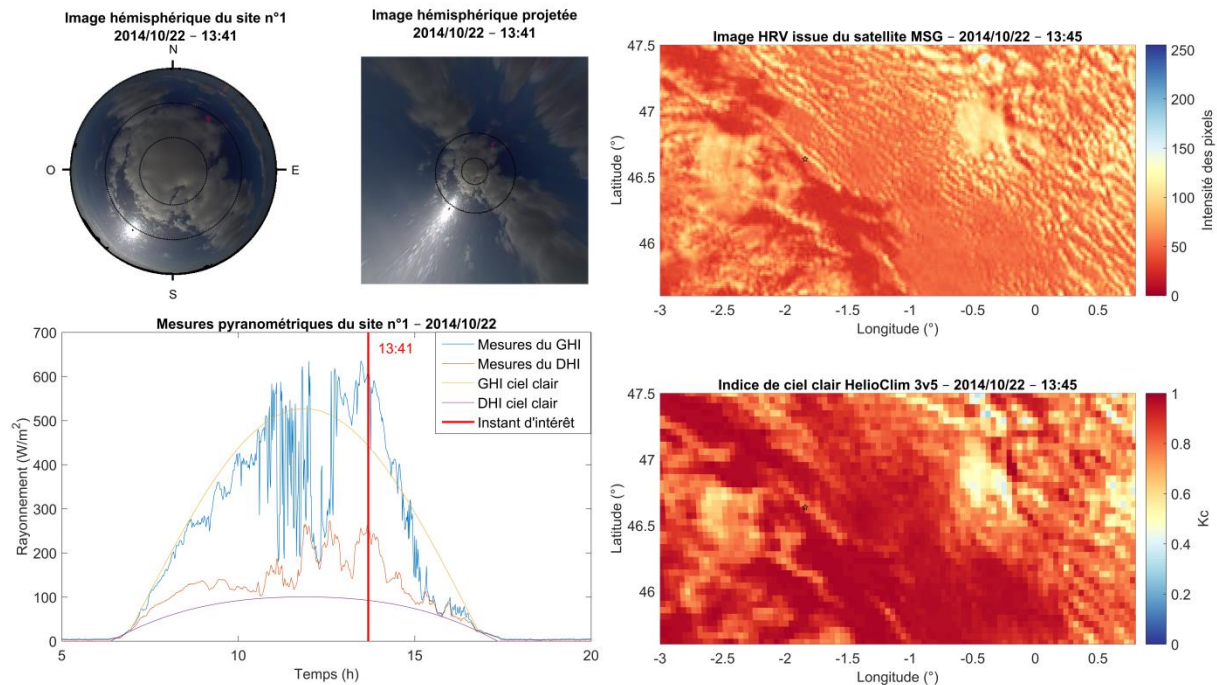 Image hémisphérique du site n°1
2014/10/22 – 13:41
N
O
E
S
Image hémisphérique projetée
2014/10/22 – 13:41
Image HRV issue du satellite MSG – 2014/10/22 – 13:45
47.5
47
46.5
46
Latitude (°)
-3
-2.5
-2
-1.5
-1
-0.5
0
0.5
Longitude (°)
250
200
150
100
50
0
Intensité des pixels
Mesures pyranométriques du site n°1 – 2014/10/22
700
600
500
400
300
200
100
0
Rayonnement (W/m²)
5
10
15
20
Temps (h)
13:41
Mesures du GHI
Mesures du DHI
GHI ciel clair
DHI ciel clair
Instant d'intérêt
Indice de ciel clair HelioClim 3v5 – 2014/10/22 – 13:45
47.5
47
46.5
46
Latitude (°)
-3
-2.5
-2
-1.5
-1
-0.5
0
0.5
Longitude (°)
1
0.8
0.6
0.4
0.2
0
Kc